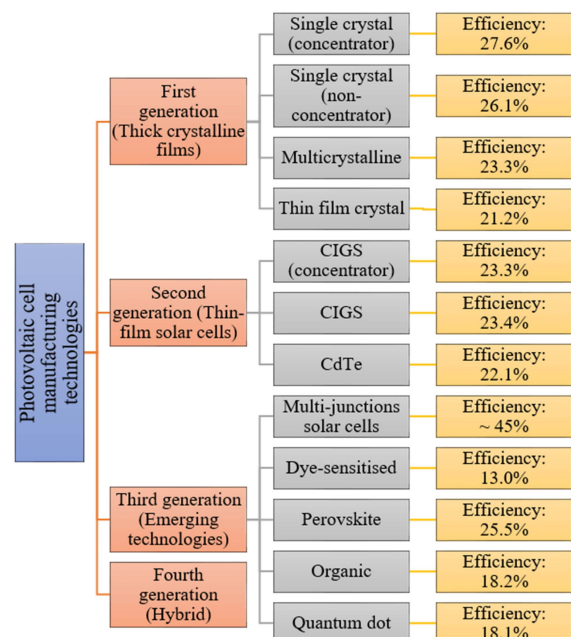 Photovoltaic cell
manufacturing
technologies
First
generation
(Thick crystalline
films)
Single crystal
(concentrator)
Efficiency:
27.6%
Single crystal
(non-
concentrator)
Efficiency:
26.1%
Multicrystalline
Efficiency:
23.3%
Thin film crystal
Efficiency:
21.2%
Second
generation (Thin-
film solar cells)
CIGS
(concentrator)
Efficiency:
23.3%
CIGS
Efficiency:
23.4%
CdTe
Efficiency:
22.1%
Third generation
(Emerging
technologies)
Multi-junctions
solar cells
Efficiency:
~ 45%
Dye-sensitised
Efficiency:
13.0%
Perovskite
Efficiency:
25.5%
Organic
Efficiency:
18.2%
Quantum dot
Efficiency:
18.1%
Fourth
generation
(Hybrid)